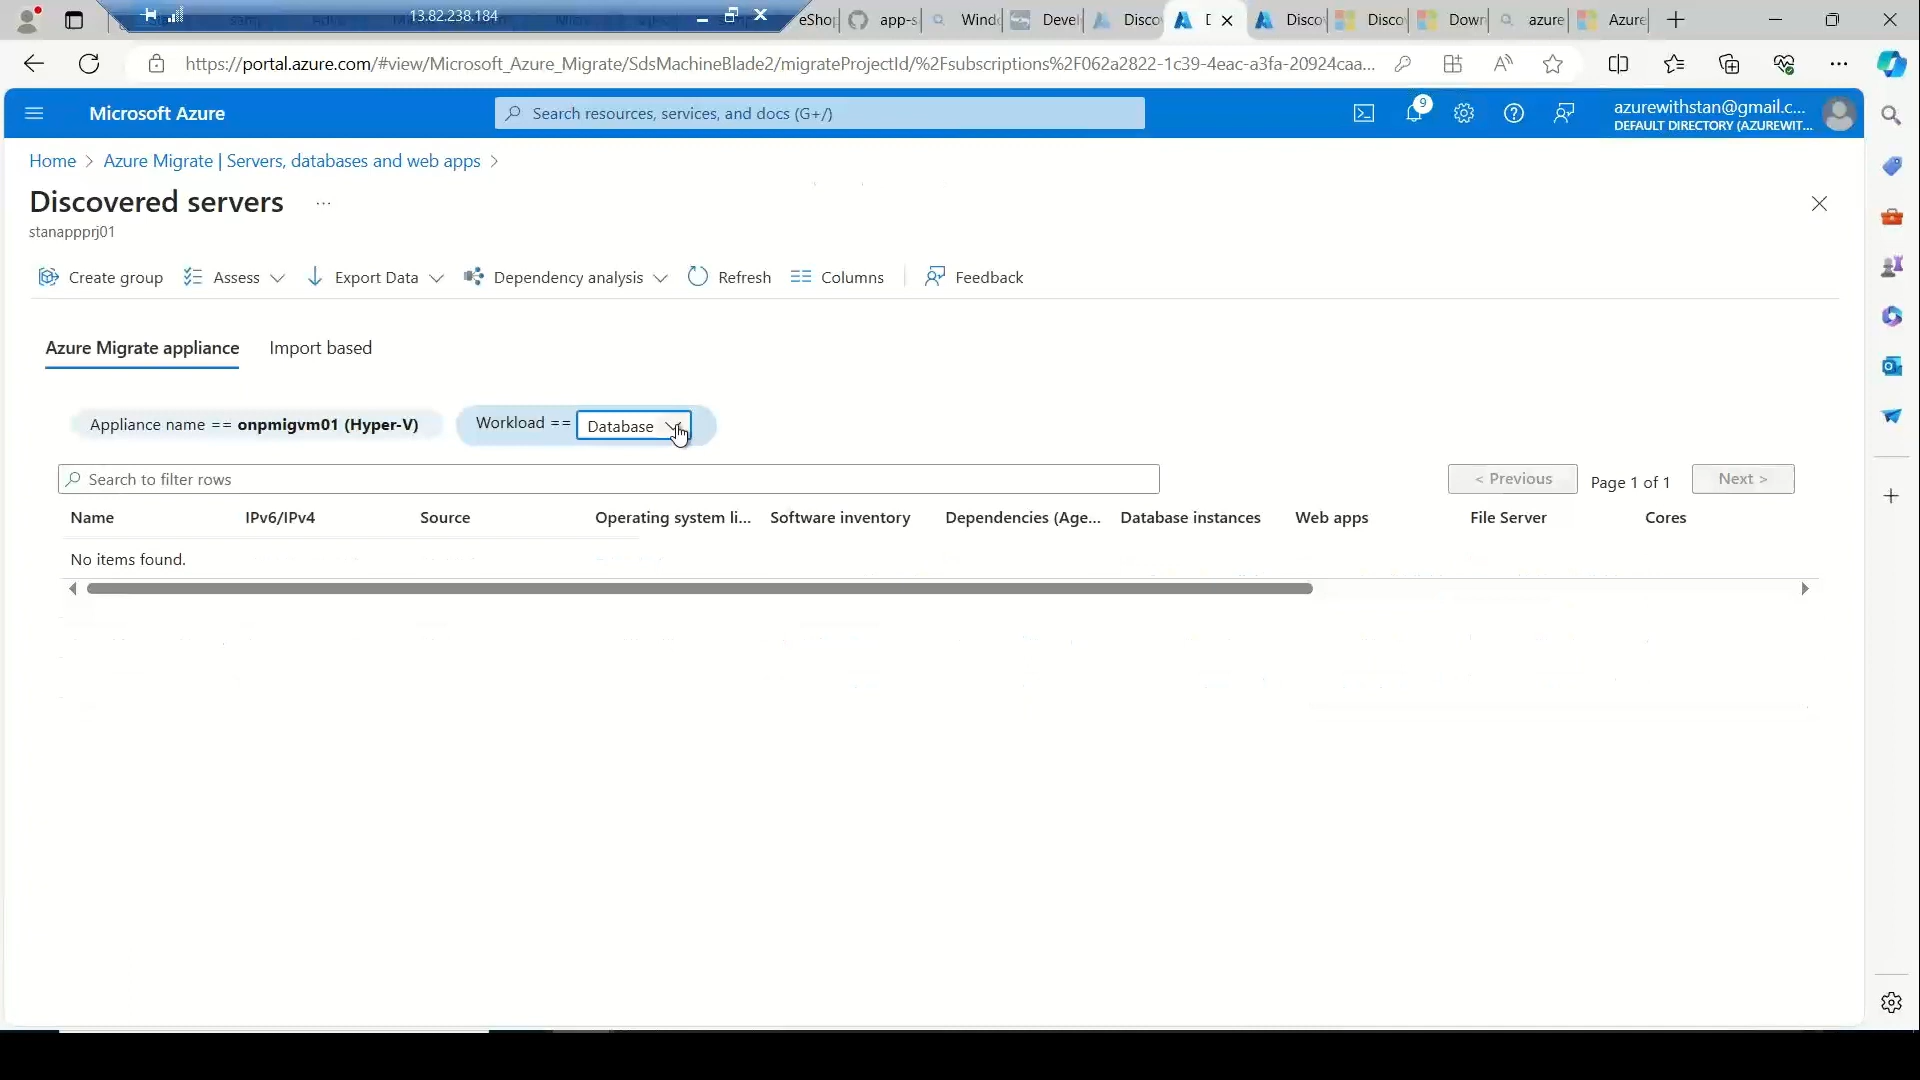 13.82.238.184
eShop
app-s
Wind
Devel
Disco
D
Disco
Disco
Down
azure
Azure
https://portal.azure.com/#view/Microsoft_Azure_Migrate/SdsMachineBlade2/migrateProjectId/%2Fsubscriptions%2F062a2822-1c39-4eac-a3fa-20924caa...
Microsoft Azure
Search resources, services, and docs (G+/)
9
azurewithstan@gmail.c...
DEFAULT DIRECTORY (AZUREWIT...
Home > Azure Migrate | Servers, databases and web apps >
Discovered servers ...
stanappprj01
Create group Assess Export Data Dependency analysis Refresh Columns Feedback
Azure Migrate appliance Import based
Appliance name == onpmigvm01 (Hyper-V) Workload == Database
Search to filter rows < Previous Page 1 of 1 Next >
Name IPv6/IPv4 Source Operating system li... Software inventory Dependencies (Age... Database instances Web apps File Server Cores
No items found.